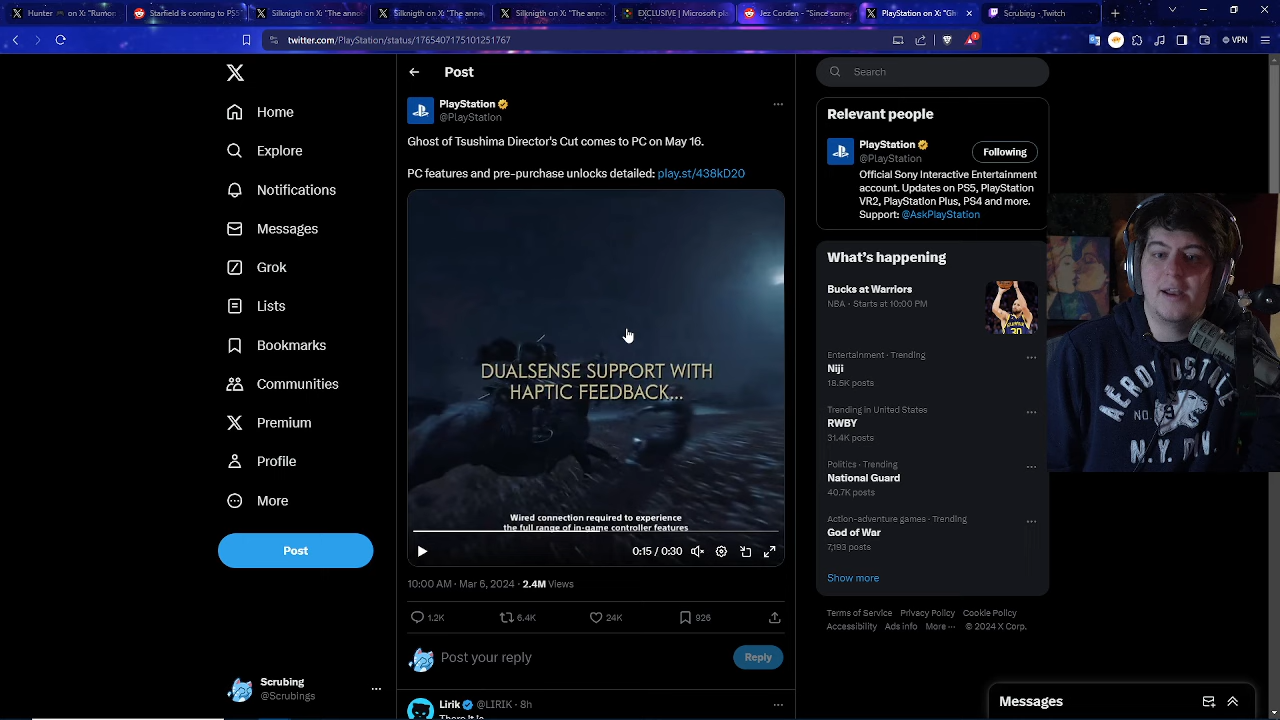 Hunter 🎮 on X: "Rumor
Starfield is coming to PS5
Silknigth on X: "The anno
Silknigth on X: "The anne
Silknigth on X: "The anno
EXCLUSIVE | Microsoft pla
Jez Corden - "Since som
PlayStation on X: "Gh
Scrubing - Twitch
twitter.com/PlayStation/status/1765407175101251767
VPN
Post
Search
Home
Explore
Notifications
Messages
Grok
Lists
Bookmarks
Communities
Premium
Profile
More
Post
Scrubing
@Scrubings
PlayStation
@PlayStation
Ghost of Tsushima Director's Cut comes to PC on May 16.
PC features and pre-purchase unlocks detailed: play.st/438kD20
DUALSENSE SUPPORT WITH
HAPTIC FEEDBACK...
Wired connection required to experience
the full range of in-game controller features
0:15 / 0:30
10:00 AM · Mar 6, 2024 · 2.4M Views
1.2K 6.4K 24K 926
Post your reply
Reply
Lirik @LIRIK · 8h
There it is
Relevant people
PlayStation
@PlayStation
Following
Official Sony Interactive Entertainment
account. Updates on PS5, PlayStation
VR2, PlayStation Plus, PS4 and more.
Support: @AskPlayStation
What's happening
Bucks at Warriors
NBA · Starts at 10:00 PM
Entertainment · Trending
Niji
18.5K posts
Trending in United States
RWBY
31.4K posts
Politics · Trending
National Guard
40.7K posts
Action-adventure games · Trending
God of War
7,193 posts
Show more
Terms of Service Privacy Policy Cookie Policy
Accessibility Ads info More ··· © 2024 X Corp.
Messages
AÉROPOSTALE
NO.
N.Y.